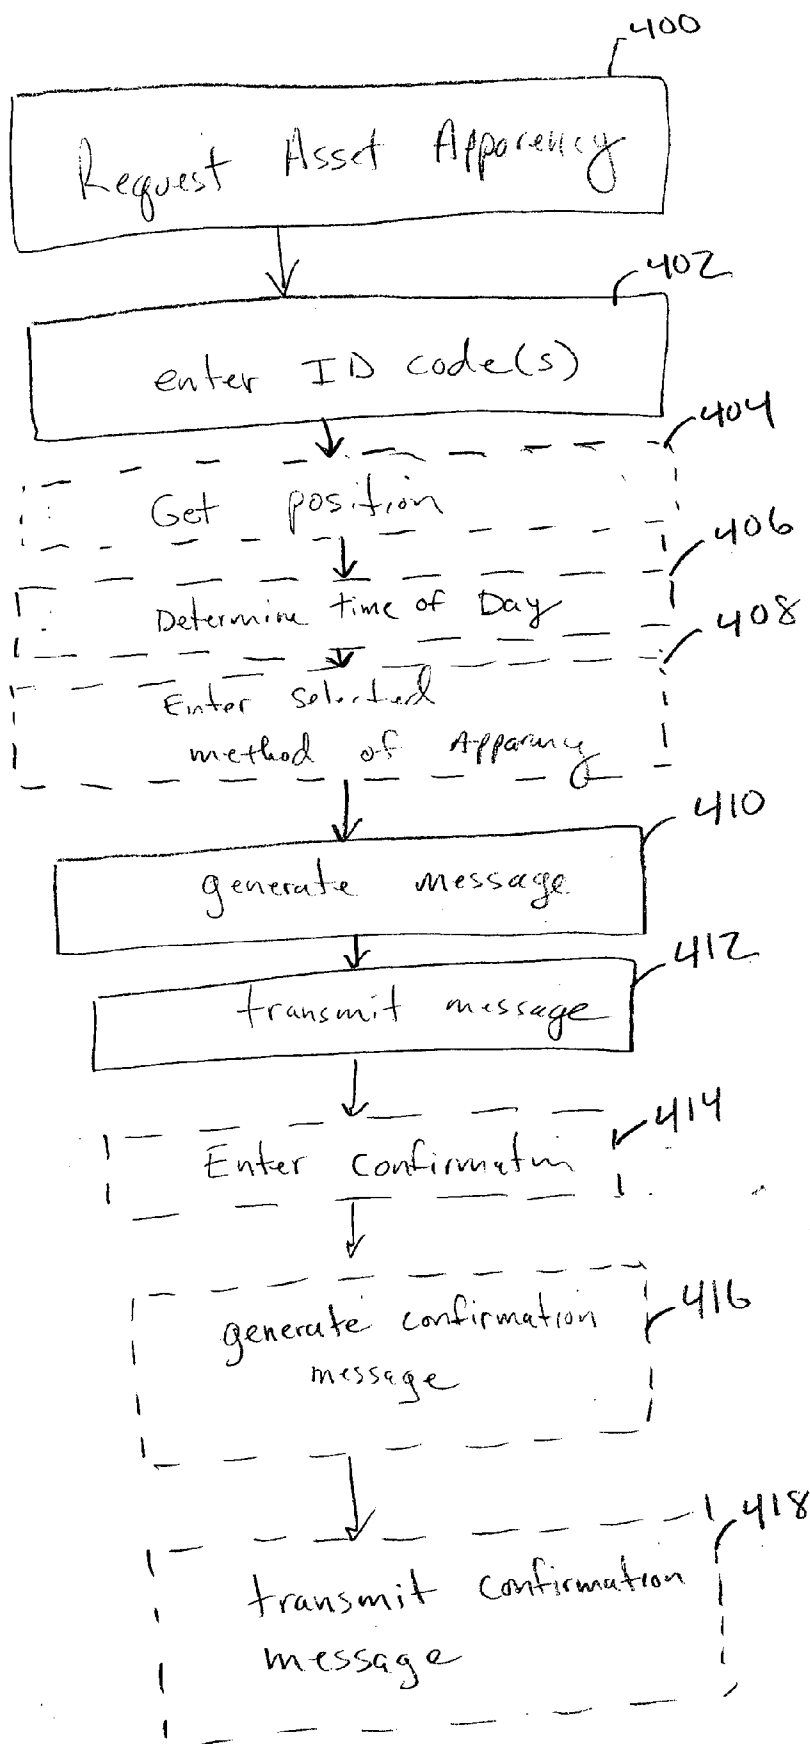 400
Request Asset Apparency
402
enter ID code(s)
404
Get position
406
Determine time of Day
408
Enter selected
method of Apparency
410
generate message
412
transmit message
414
Enter confirmation
416
generate confirmation
message
418
transmit confirmation
message